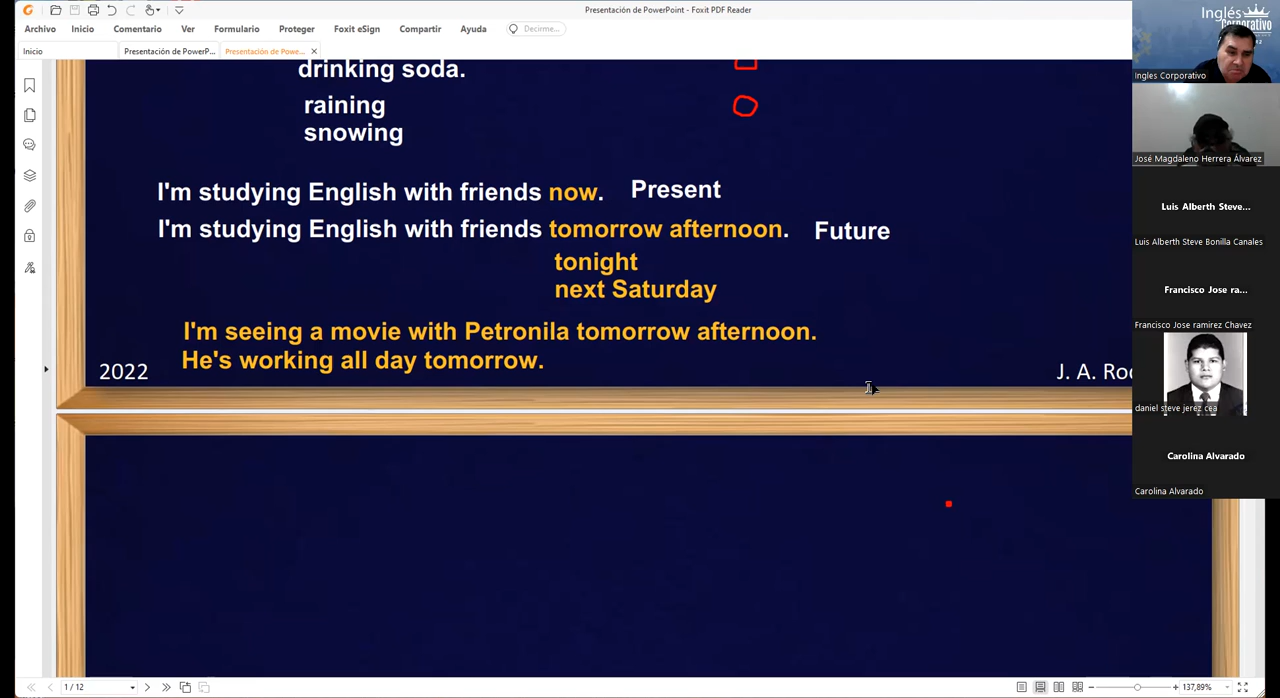 Presentación de PowerPoint - Foxit PDF Reader
Archivo Inicio Comentario Ver Formulario Proteger Foxit eSign Compartir Ayuda Decirme...
Inicio Presentación de PowerP... Presentación de Powe...
drinking soda.
raining
snowing
I'm studying English with friends now. Present
I'm studying English with friends tomorrow afternoon. Future
tonight
next Saturday
I'm seeing a movie with Petronila tomorrow afternoon.
He's working all day tomorrow.
2022 J. A. Roc
Inglés
Corporativo
Ingles Corporativo
José Magdaleno Herrera Álvarez
Luis Alberth Steve...
Luis Alberth Steve Bonilla Canales
Francisco Jose ra...
Francisco Jose ramirez Chavez
daniel steve jerez cea
Carolina Alvarado
Carolina Alvarado
1 / 12 137,89%